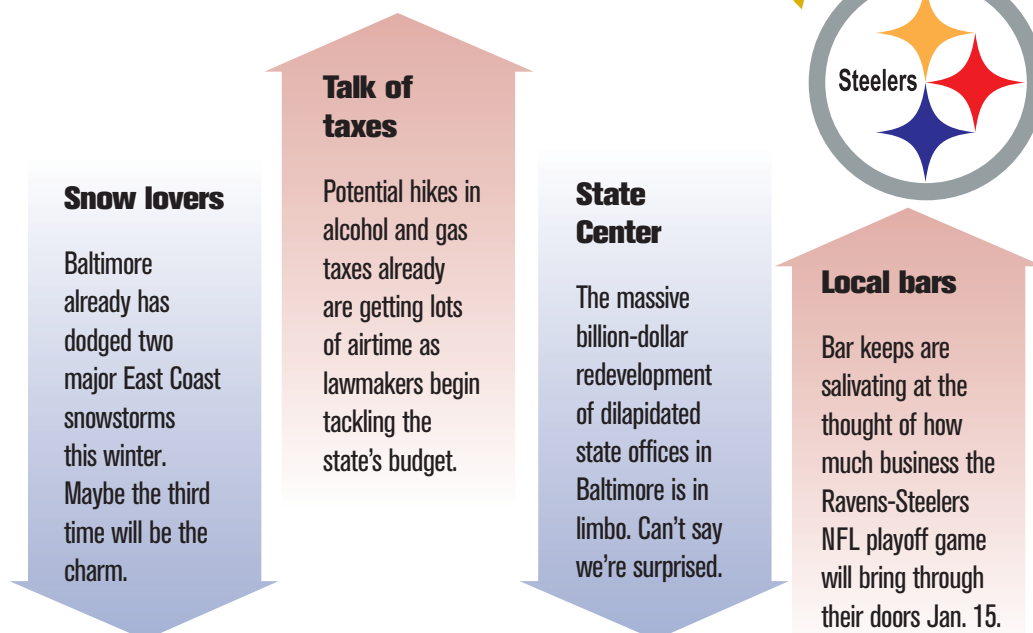 Snow lovers
Baltimore
already has
dodged two
major East Coast
snowstorms
this winter.
Maybe the third
time will be the
charm.
Talk of
taxes
Potential hikes in
alcohol and gas
taxes already
are getting lots
of airtime as
lawmakers begin
tackling the
state's budget.
State
Center
The massive
billion-dollar
redevelopment
of dilapidated
state offices in
Baltimore is in
limbo. Can't say
we're surprised.
Steelers
Local bars
Bar keeps are
salivating at the
thought of how
much business the
Ravens-Steelers
NFL playoff game
will bring through
their doors Jan. 15.